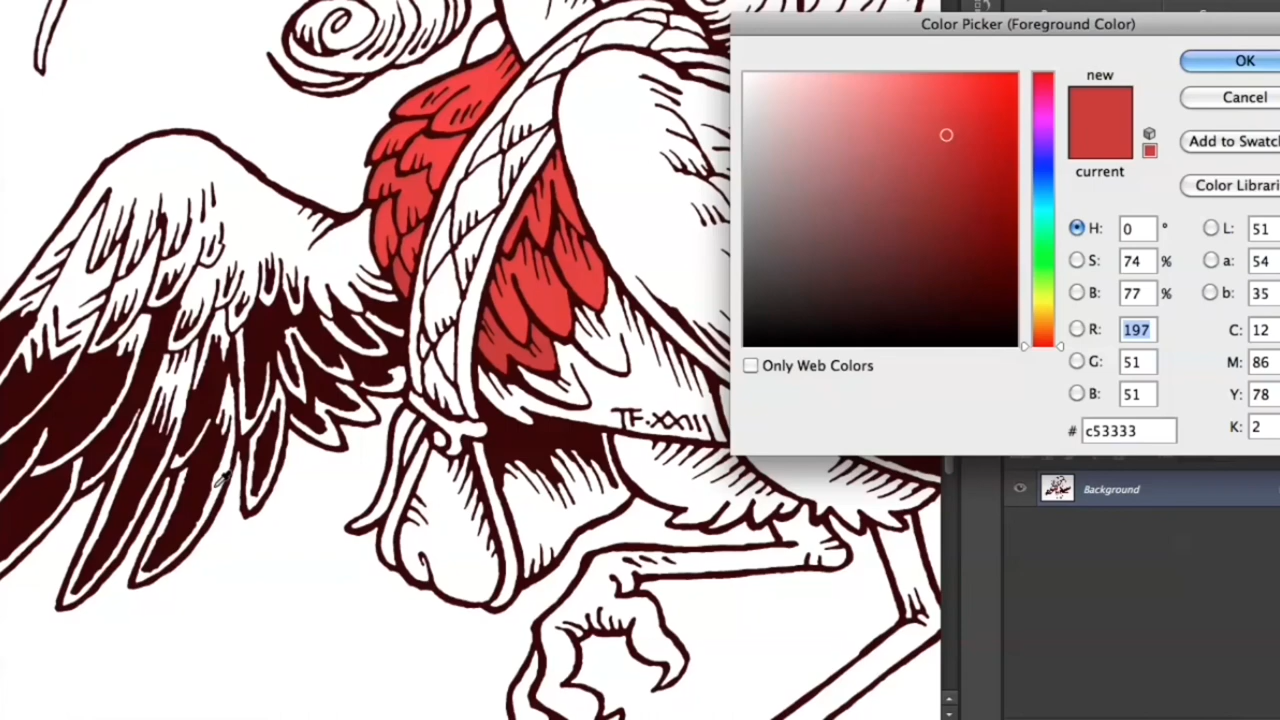 Color Picker (Foreground Color)
OK
new
Cancel
Add to Swatc
current
Color Librari
H: 0 °
L: 51
S: 74 %
a: 54
B: 77 %
b: 35
R: 197
C: 12
Only Web Colors
G: 51
M: 86
B: 51
Y: 78
TF·XXII
# c53333
K: 2
Background